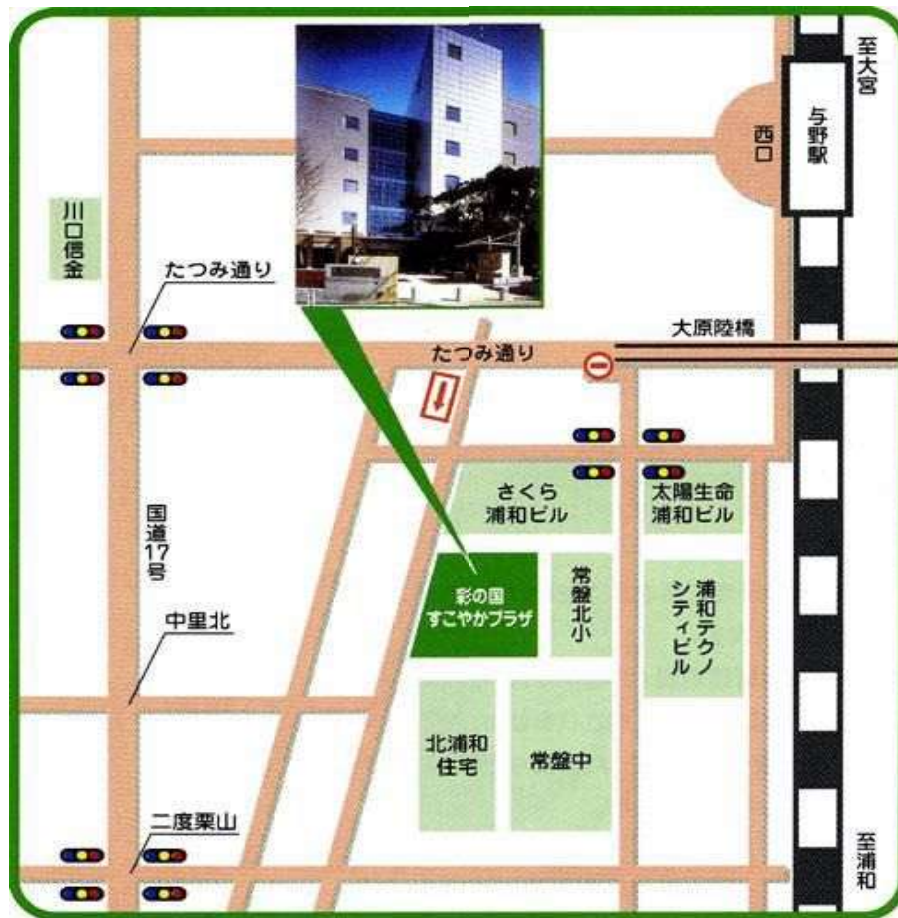 至大宮
与野駅
西口
川口信金
たつみ通り
大原陸橋
たつみ通り
さくら
浦和ビル
太陽生命
浦和ビル
国道17号
彩の国
すこやかプラザ
常盤北小
浦和テクノ
シティビル
中里北
北浦和
住宅
常盤中
二度栗山
至浦和